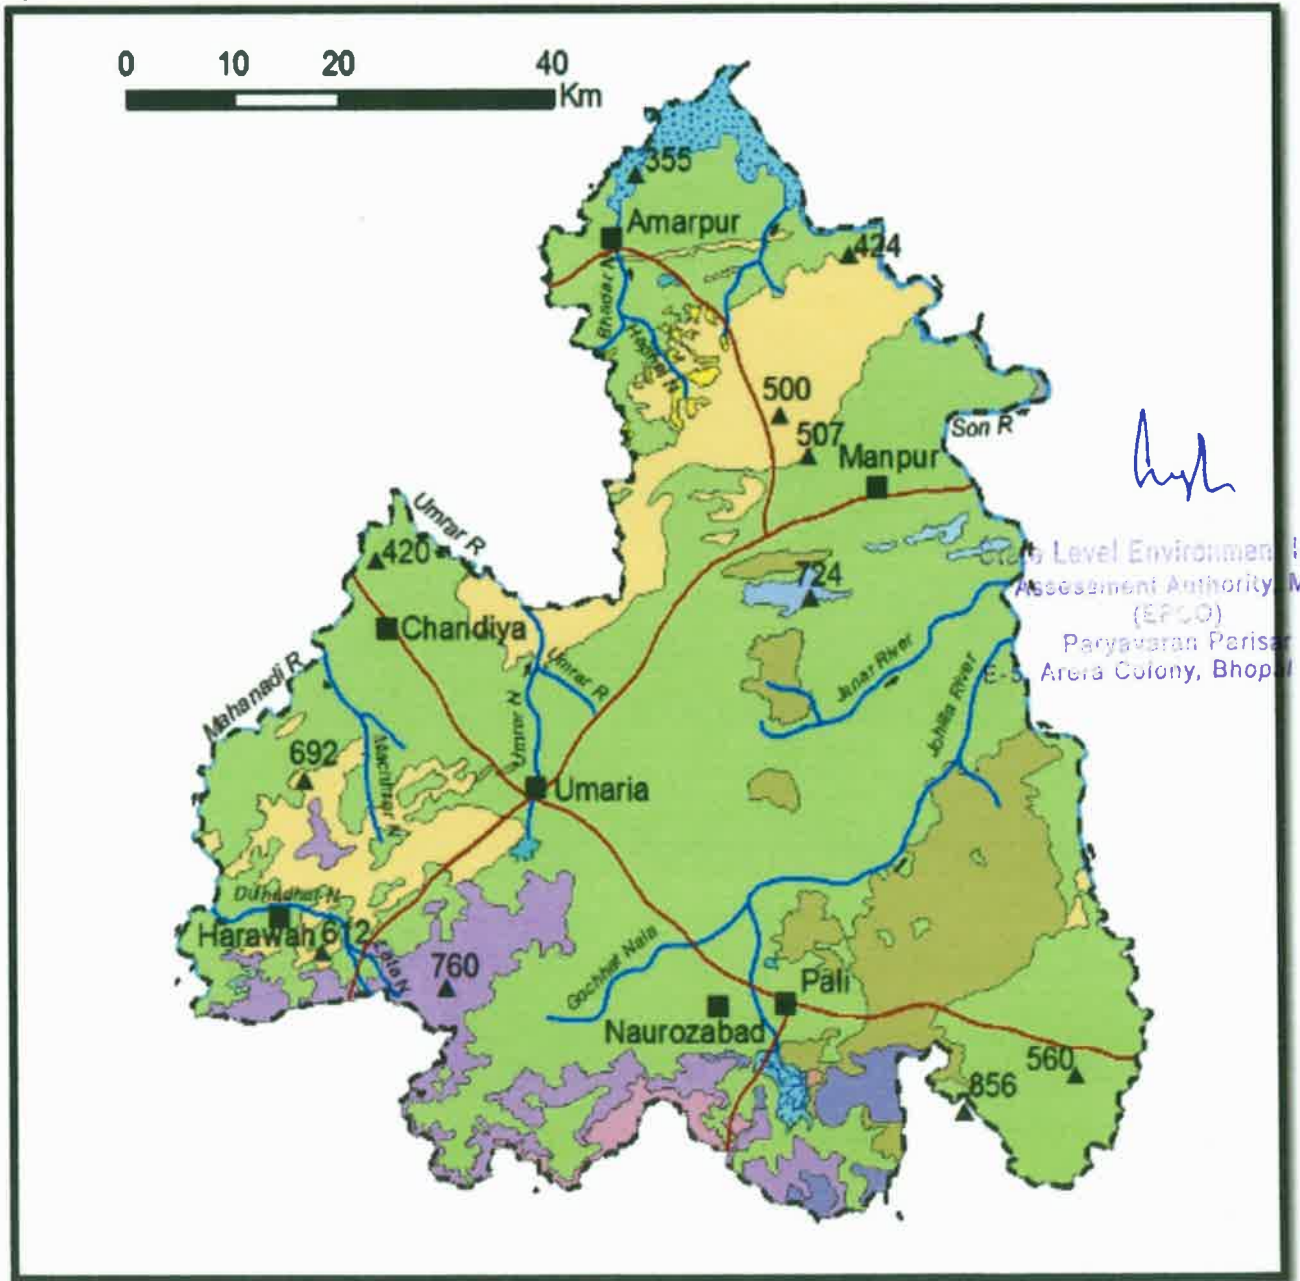 0 10 20 40
Km
355
Amarpur
424
Bhadar N
Hadhai N
500
507
Manpur
Son R
Umrar R
420
724
Chandiya
State Level Environment
Assessment Authority, M
(EPCO)
Paryavaran Parisar
E-5, Arera Colony, Bhopal
Umrar R
Janar River
Mahanadi R
Johilla River
Umrar N
692
Machhrar N
Umaria
Harawah
612
760
Gochhat Nala
Pali
Naurozabad
560
856